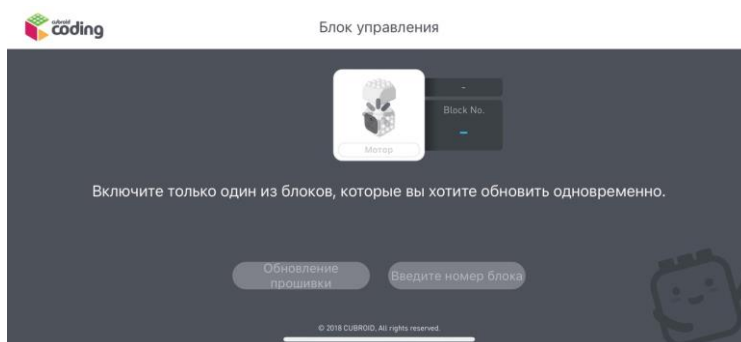 cubroid
coding
Блок управления
-
Block No.
-
Мотор
Включите только один из блоков, которые вы хотите обновить одновременно.
Обновление
прошивки
Введите номер блока
© 2018 CUBROID, All rights reserved.